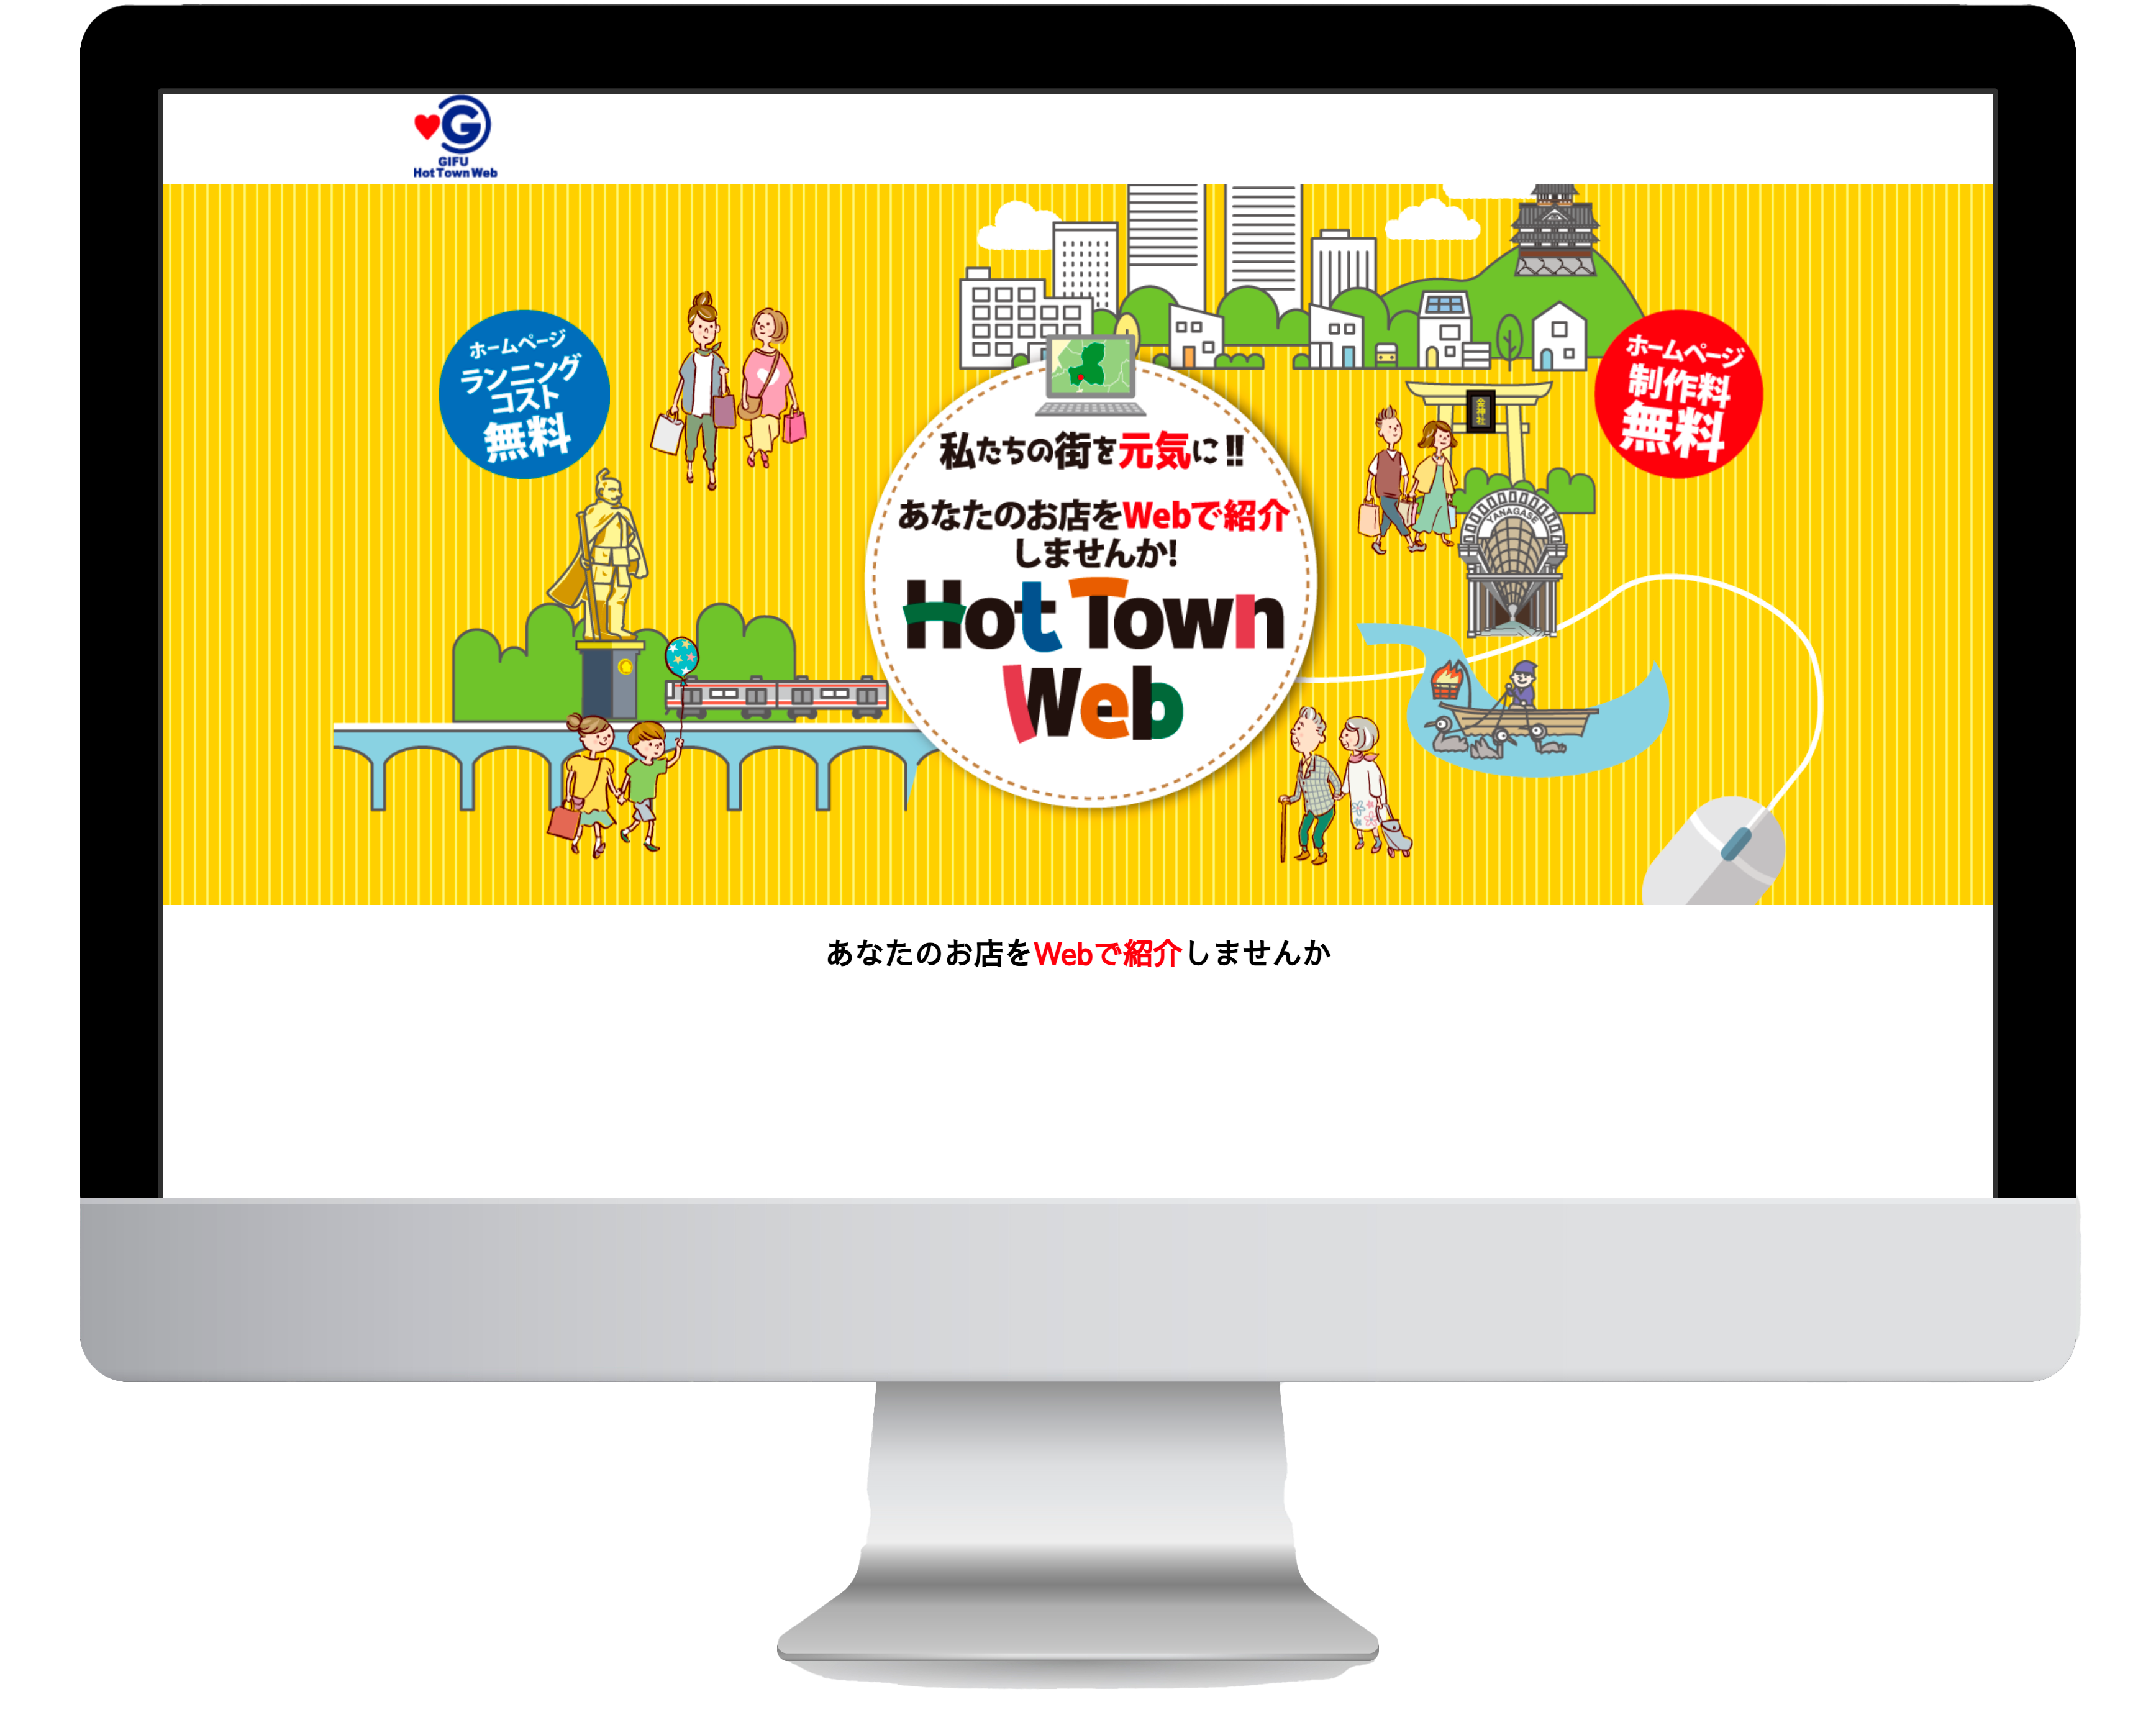 GIFU
Hot Town Web
ホームページ
ランニング
コスト
無料
ホームページ
制作料
無料
私たちの街を元気に!!
あなたのお店をWebで紹介
しませんか!
Hot Town
Web
金神社
YANAGASE
あなたのお店をWebで紹介しませんか